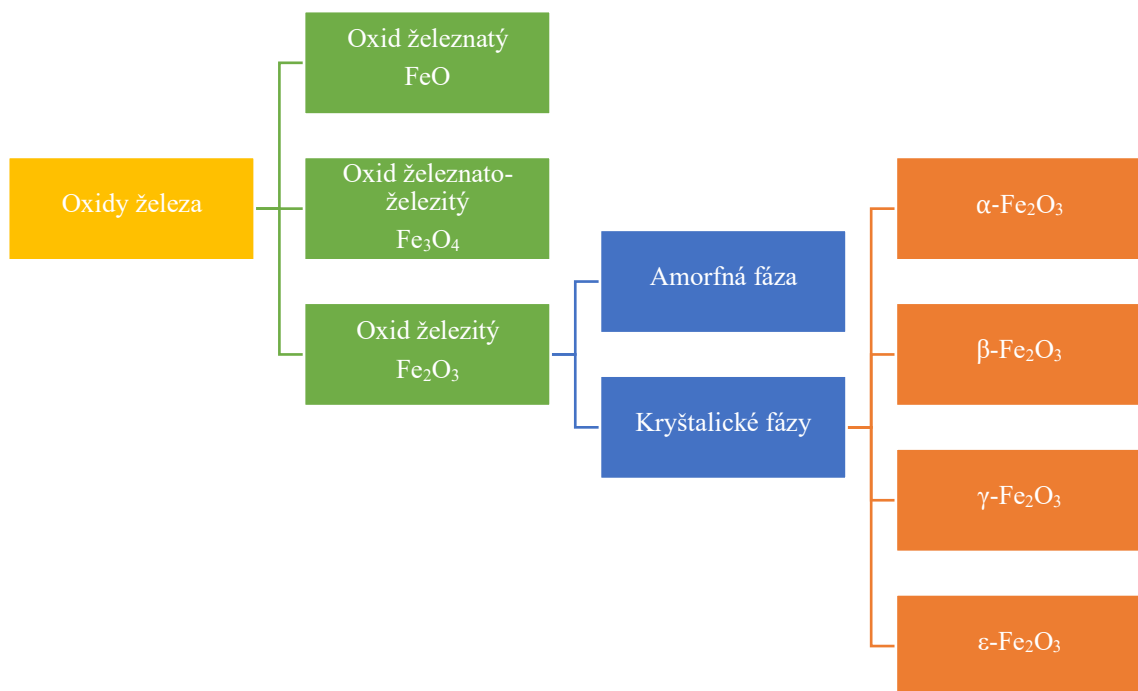 Oxidy železa
Oxid železnatý
FeO
Oxid železnato-
železitý
Fe₃O₄
Oxid železitý
Fe₂O₃
Amorfná fáza
Kryštalické fázy
α-Fe₂O₃
β-Fe₂O₃
γ-Fe₂O₃
ε-Fe₂O₃